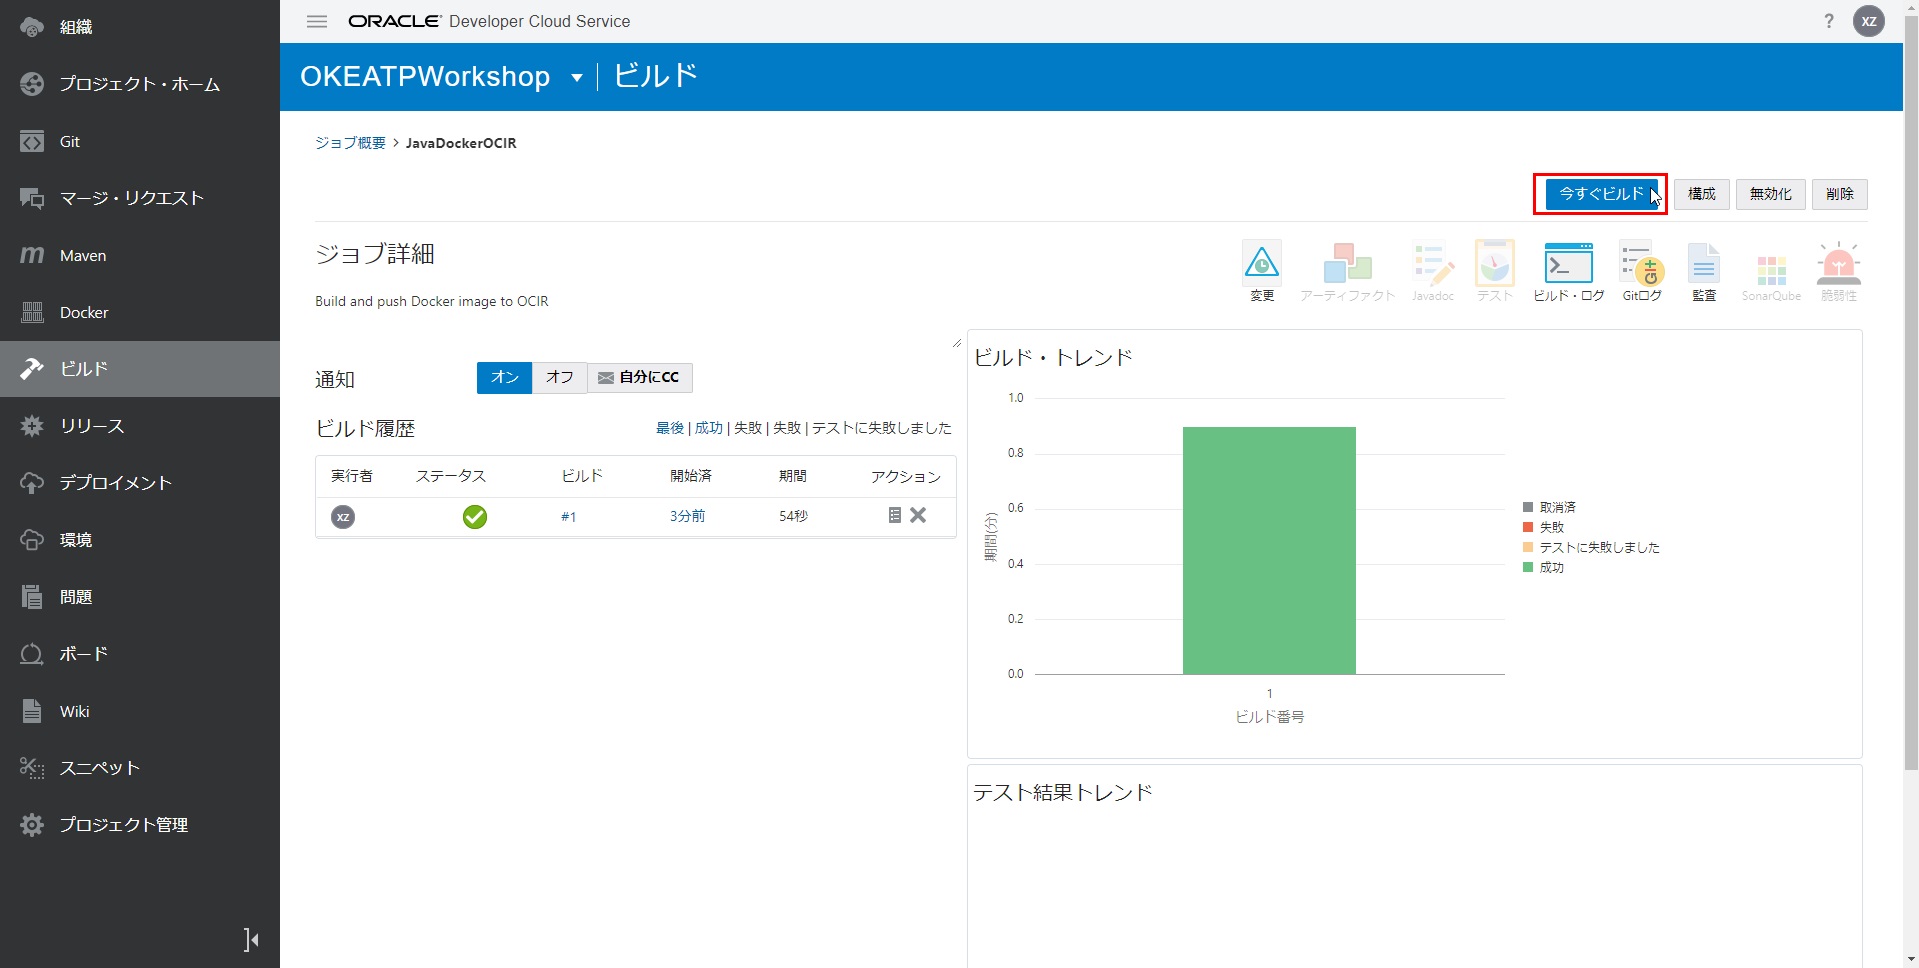 組織
プロジェクト・ホーム
Git
マージ・リクエスト
Maven
Docker
ビルド
リリース
デプロイメント
環境
問題
ボード
Wiki
スニペット
プロジェクト管理
ORACLE Developer Cloud Service
? XZ
OKEATPWorkshop ビルド
ジョブ概要 > JavaDockerOCIR
今すぐビルド 構成 無効化 削除
ジョブ詳細
Build and push Docker image to OCIR
変更 アーティファクト Javadoc テスト ビルド・ログ Gitログ 監査 SonarQube 脆弱性
通知 オン オフ 自分にCC
ビルド履歴 最後 | 成功 | 失敗 | 失敗 | テストに失敗しました
実行者 ステータス ビルド 開始済 期間 アクション
XZ #1 3分前 54秒
ビルド・トレンド
1.0
0.8
0.6
0.4
0.2
0.0
期間(分)
1
ビルド番号
取消済
失敗
テストに失敗しました
成功
テスト結果トレンド